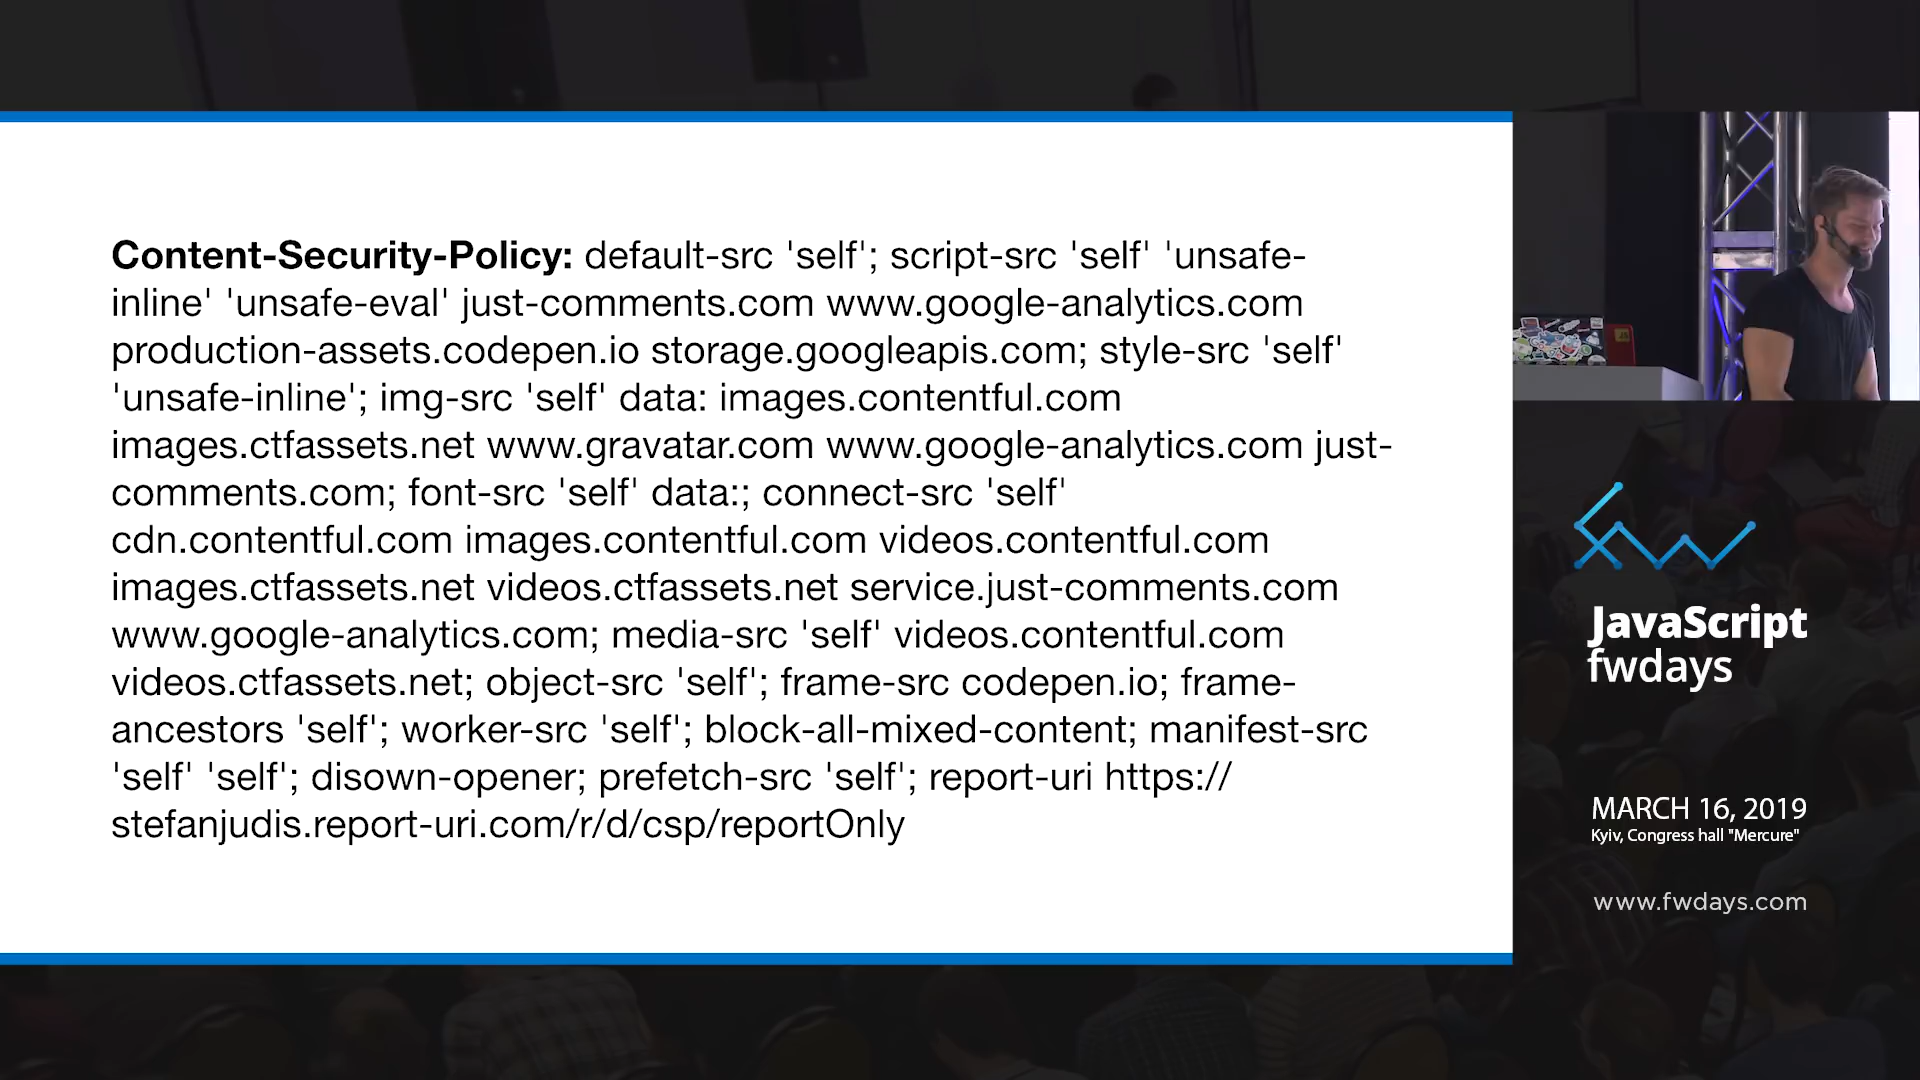 Content-Security-Policy: default-src 'self'; script-src 'self' 'unsafe-
inline' 'unsafe-eval' just-comments.com www.google-analytics.com
production-assets.codepen.io storage.googleapis.com; style-src 'self'
'unsafe-inline'; img-src 'self' data: images.contentful.com
images.ctfassets.net www.gravatar.com www.google-analytics.com just-
comments.com; font-src 'self' data:; connect-src 'self'
cdn.contentful.com images.contentful.com videos.contentful.com
images.ctfassets.net videos.ctfassets.net service.just-comments.com
www.google-analytics.com; media-src 'self' videos.contentful.com
videos.ctfassets.net; object-src 'self'; frame-src codepen.io; frame-
ancestors 'self'; worker-src 'self'; block-all-mixed-content; manifest-src
'self' 'self'; disown-opener; prefetch-src 'self'; report-uri https://
stefanjudis.report-uri.com/r/d/csp/reportOnly
fw
JavaScript
fwdays
MARCH 16, 2019
Kyiv, Congress hall "Mercure"
www.fwdays.com